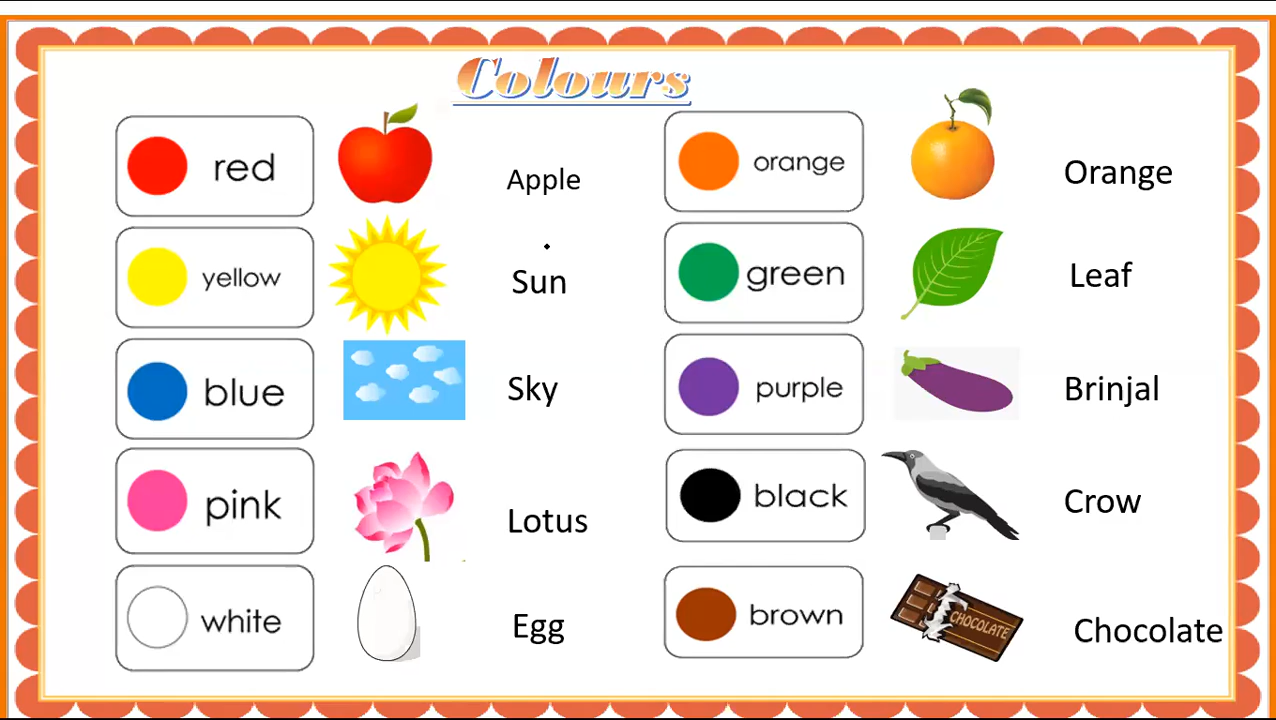 Colours
red
Apple
yellow
Sun
blue
Sky
pink
Lotus
white
Egg
orange
Orange
green
Leaf
purple
Brinjal
black
Crow
brown
CHOCOLATE
Chocolate